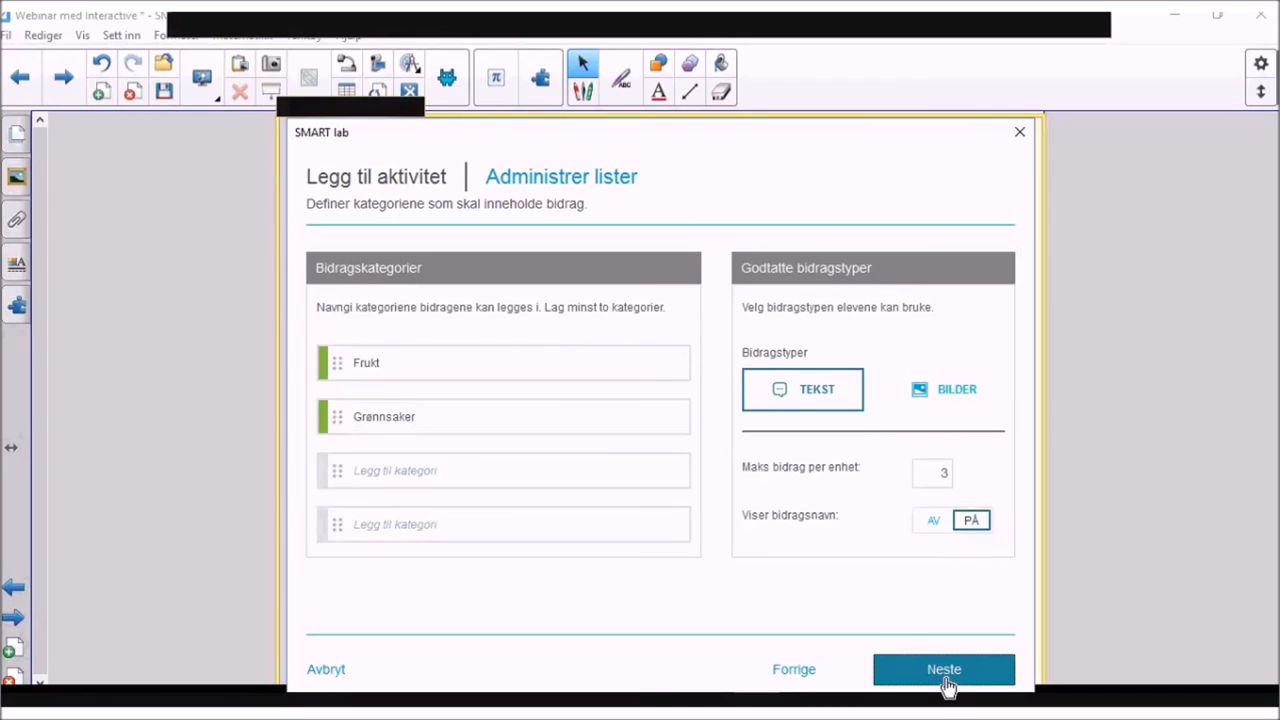 Webinar med Interactive * - SM
Fil Rediger Vis Sett inn
SMART lab
Legg til aktivitet | Administrer lister
Definer kategoriene som skal inneholde bidrag.
Bidragskategorier
Navngi kategoriene bidragene kan legges i. Lag minst to kategorier.
Frukt
Grønnsaker
Legg til kategori
Legg til kategori
Godtatte bidragstyper
Velg bidragstypen elevene kan bruke.
Bidragstyper
TEKST BILDER
Maks bidrag per enhet: 3
Viser bidragsnavn: AV PÅ
Avbryt Forrige Neste